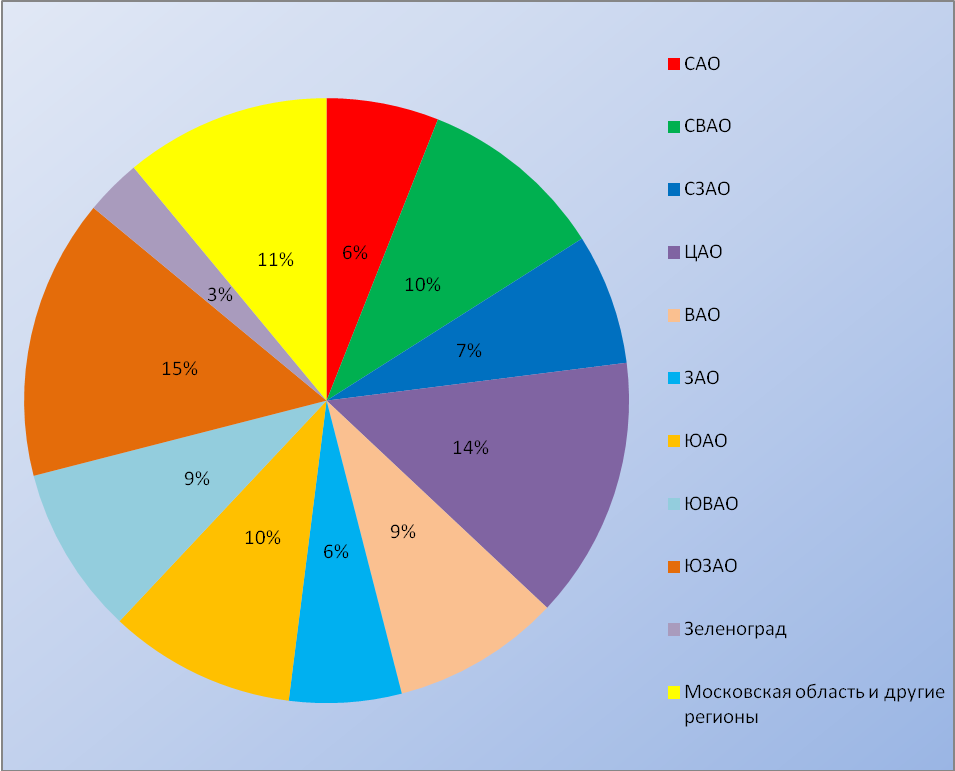 САО
СВАО
СЗАО
ЦАО
ВАО
ЗАО
ЮАО
ЮВАО
ЮЗАО
Зеленоград
Московская область и другие
регионы
6%
10%
7%
14%
9%
6%
10%
9%
15%
3%
11%